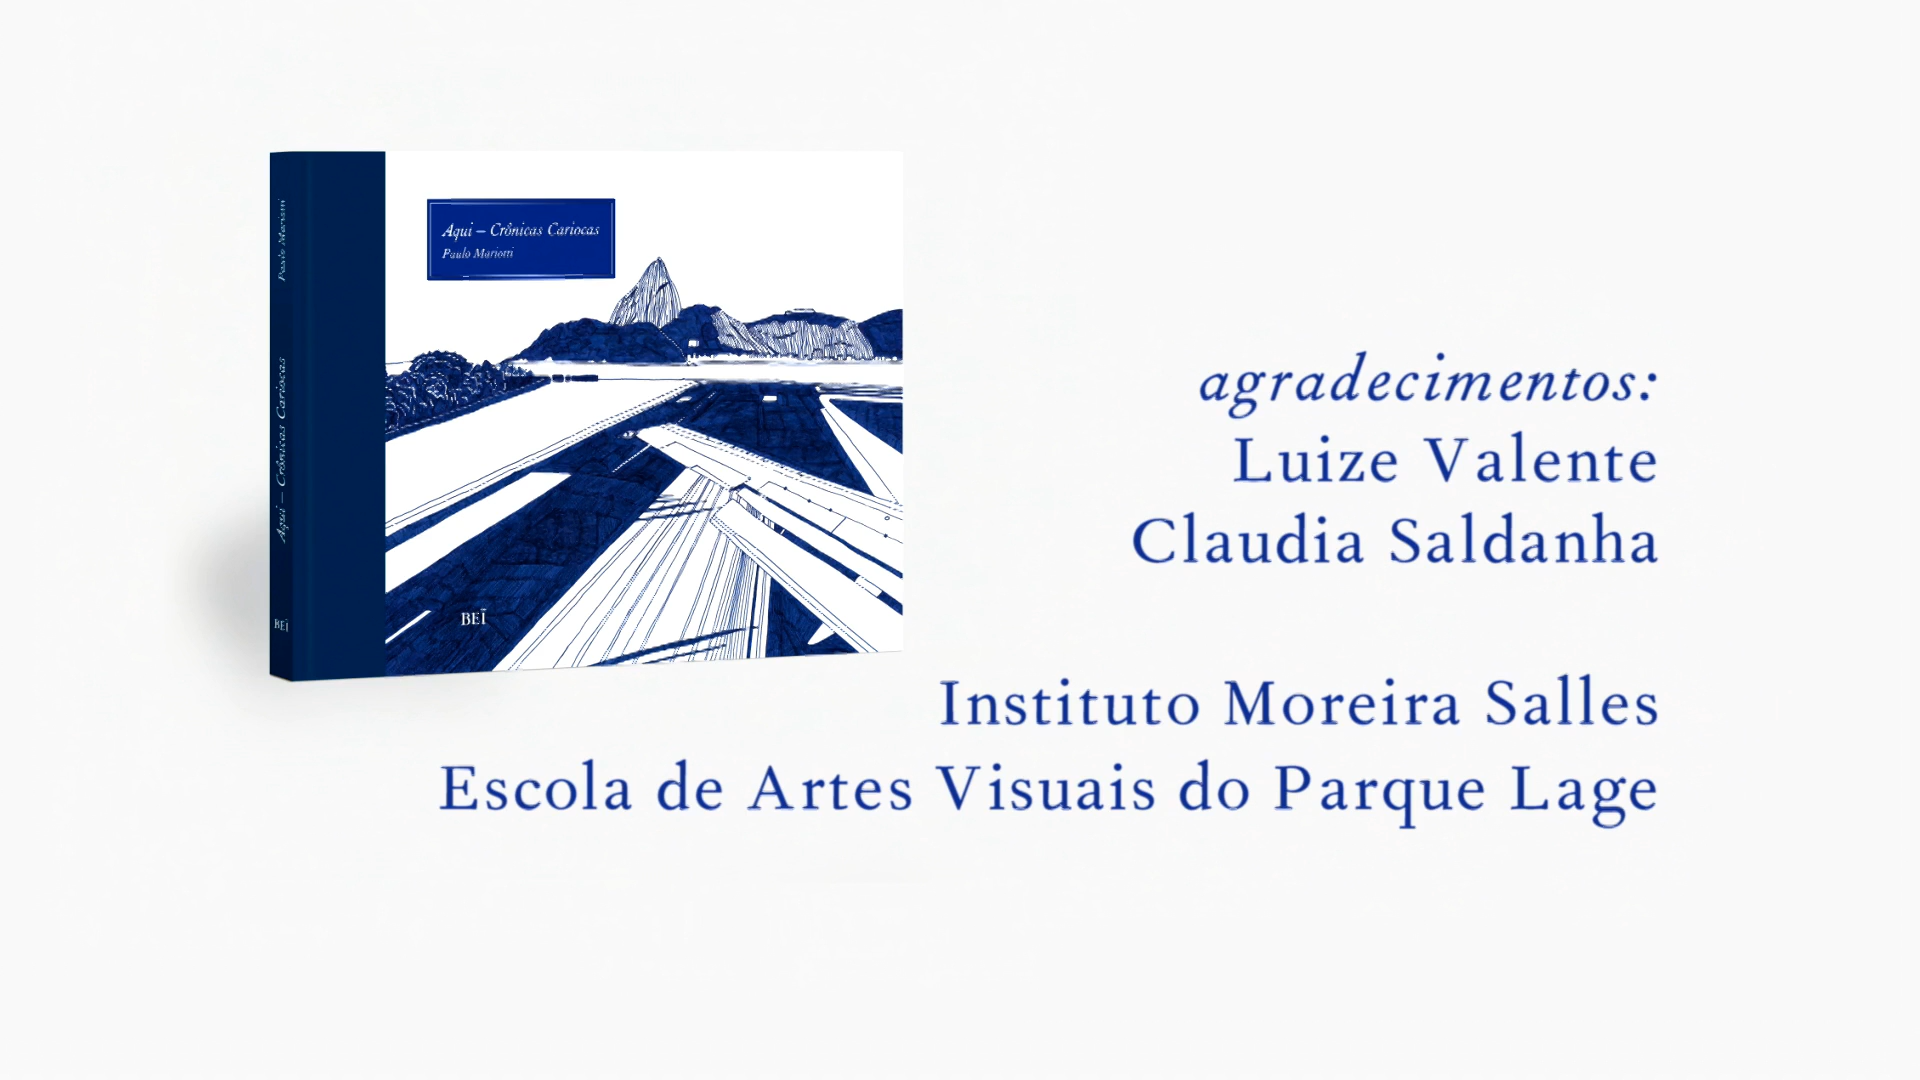 Aqui – Crônicas Cariocas
Paulo Mariotti
Paulo Mariotti
Aqui – Crônicas Cariocas
BEĨ
BEĨ
agradecimentos:
Luize Valente
Claudia Saldanha
Instituto Moreira Salles
Escola de Artes Visuais do Parque Lage